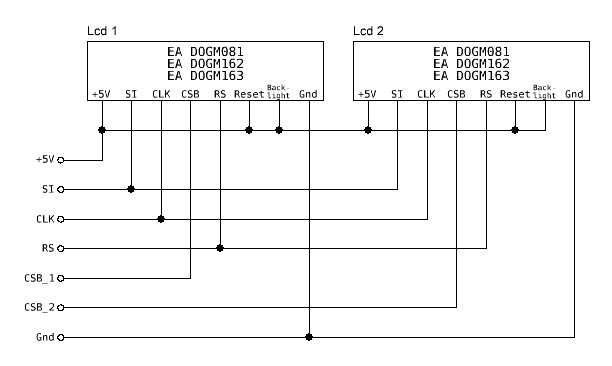 Lcd 1
EA DOGM081
EA DOGM162
EA DOGM163
+5V SI CLK CSB RS Reset Back-light Gnd
Lcd 2
EA DOGM081
EA DOGM162
EA DOGM163
+5V SI CLK CSB RS Reset Back-light Gnd
+5V
SI
CLK
RS
CSB_1
CSB_2
Gnd